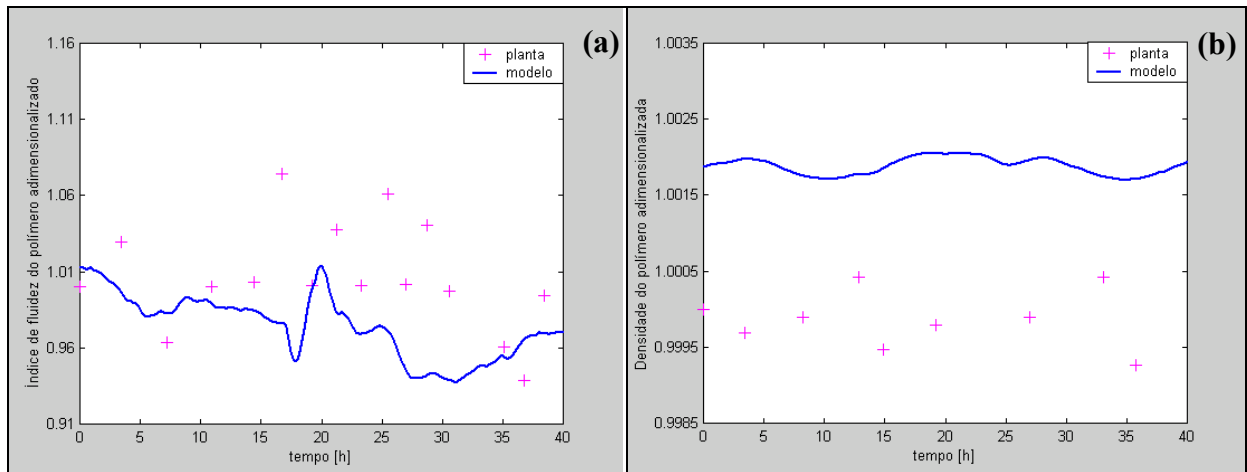 (a)
Índice de fluidez do polímero adimensionalizado
1.16
1.11
1.06
1.01
0.96
0.91
planta
modelo
0 5 10 15 20 25 30 35 40
tempo [h]
(b)
Densidade do polímero adimensionalizada
1.0035
1.0025
1.0015
1.0005
0.9995
0.9985
planta
modelo
0 5 10 15 20 25 30 35 40
tempo [h]